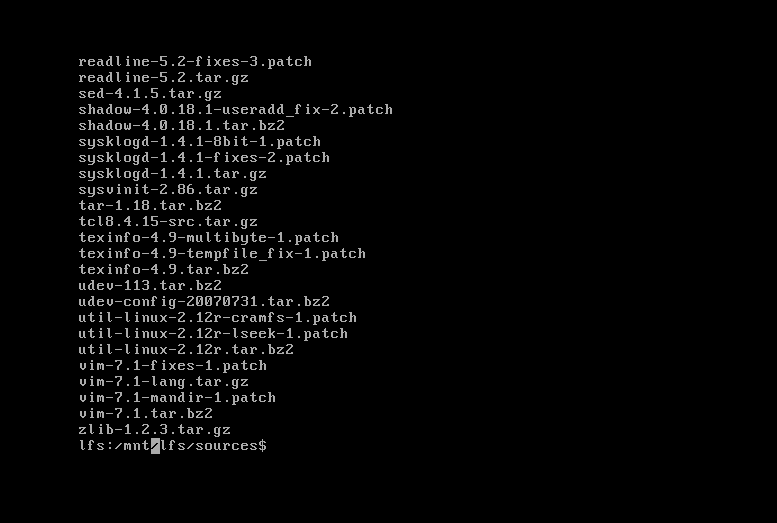 readline-5.2-fixes-3.patch
readline-5.2.tar.gz
sed-4.1.5.tar.gz
shadow-4.0.18.1-useradd_fix-2.patch
shadow-4.0.18.1.tar.bz2
sysklogd-1.4.1-8bit-1.patch
sysklogd-1.4.1-fixes-2.patch
sysklogd-1.4.1.tar.gz
sysvinit-2.86.tar.gz
tar-1.18.tar.bz2
tcl8.4.15-src.tar.gz
texinfo-4.9-multibyte-1.patch
texinfo-4.9-tempfile_fix-1.patch
texinfo-4.9.tar.bz2
udev-113.tar.bz2
udev-config-20070731.tar.bz2
util-linux-2.12r-cramfs-1.patch
util-linux-2.12r-lseek-1.patch
util-linux-2.12r.tar.bz2
vim-7.1-fixes-1.patch
vim-7.1-lang.tar.gz
vim-7.1-mandir-1.patch
vim-7.1.tar.bz2
zlib-1.2.3.tar.gz
lfs:/mnt/lfs/sources$